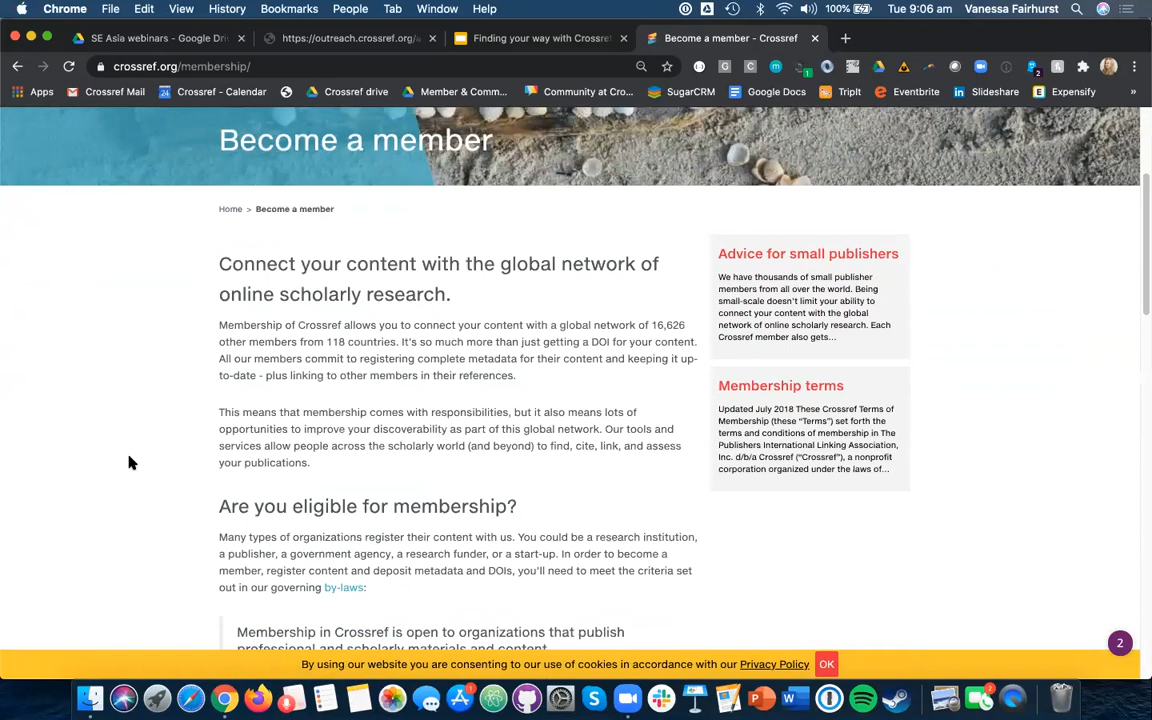 Chrome File Edit View History Bookmarks People Tab Window Help 100% Tue 9:06 am Vanessa Fairhurst
SE Asia webinars - Google Dri × https://outreach.crossref.org/a × Finding your way with Crossref × Become a member - Crossref × +
crossref.org/membership/
Apps Crossref Mail Crossref - Calendar Crossref drive Member & Comm... Community at Cro... SugarCRM Google Docs TripIt Eventbrite Slideshare Expensify »
Become a member
Home > Become a member
Connect your content with the global network of
online scholarly research.
Membership of Crossref allows you to connect your content with a global network of 16,626
other members from 118 countries. It's so much more than just getting a DOI for your content.
All our members commit to registering complete metadata for their content and keeping it up-
to-date - plus linking to other members in their references.
This means that membership comes with responsibilities, but it also means lots of
opportunities to improve your discoverability as part of this global network. Our tools and
services allow people across the scholarly world (and beyond) to find, cite, link, and assess
your publications.
Are you eligible for membership?
Many types of organizations register their content with us. You could be a research institution,
a publisher, a government agency, a research funder, or a start-up. In order to become a
member, register content and deposit metadata and DOIs, you'll need to meet the criteria set
out in our governing by-laws:
Membership in Crossref is open to organizations that publish
professional and scholarly materials and content
Advice for small publishers
We have thousands of small publisher
members from all over the world. Being
small-scale doesn't limit your ability to
connect your content with the global
network of online scholarly research. Each
Crossref member also gets...
Membership terms
Updated July 2018 These Crossref Terms of
Membership (these “Terms”) set forth the
terms and conditions of membership in The
Publishers International Linking Association,
Inc. d/b/a Crossref (“Crossref”), a nonprofit
corporation organized under the laws of...
2
By using our website you are consenting to our use of cookies in accordance with our Privacy Policy OK